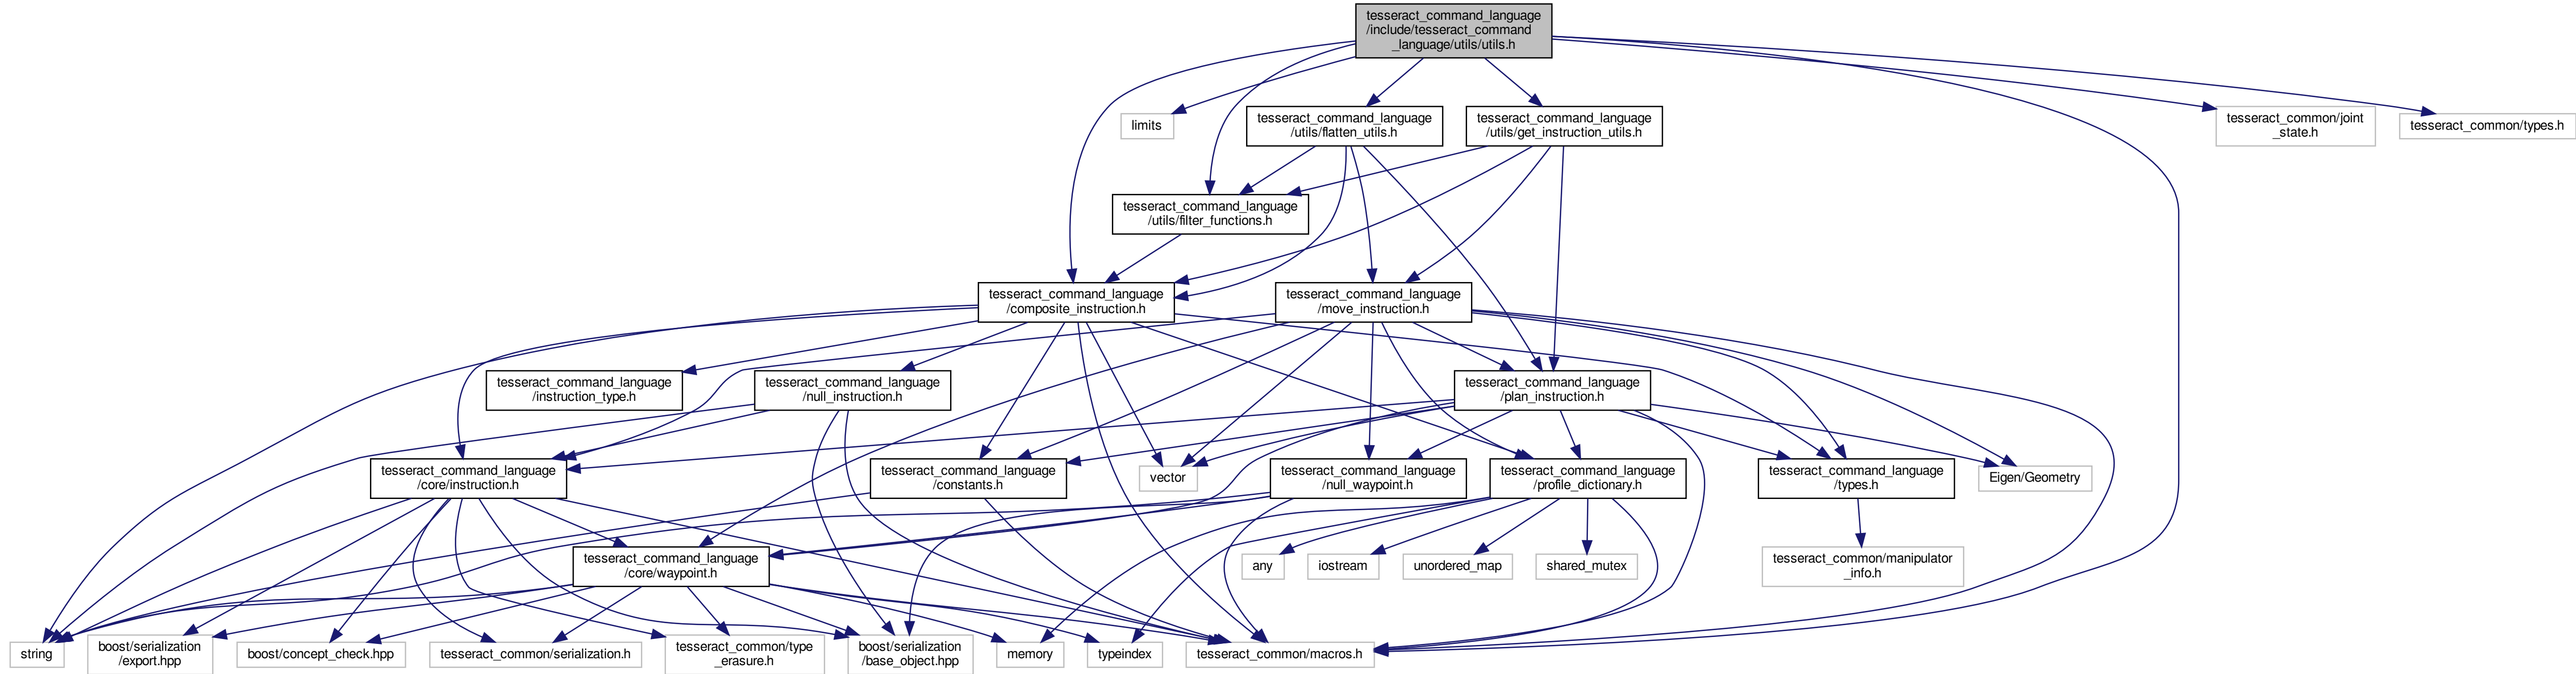 tesseract_command_language
/include/tesseract_command
_language/utils/utils.h
limits
tesseract_command_language
/utils/flatten_utils.h
tesseract_command_language
/utils/get_instruction_utils.h
tesseract_common/joint
_state.h
tesseract_common/types.h
tesseract_command_language
/utils/filter_functions.h
tesseract_command_language
/composite_instruction.h
tesseract_command_language
/move_instruction.h
tesseract_command_language
/instruction_type.h
tesseract_command_language
/null_instruction.h
tesseract_command_language
/plan_instruction.h
tesseract_command_language
/core/instruction.h
tesseract_command_language
/constants.h
vector
tesseract_command_language
/null_waypoint.h
tesseract_command_language
/profile_dictionary.h
tesseract_command_language
/types.h
Eigen/Geometry
tesseract_command_language
/core/waypoint.h
any
iostream
unordered_map
shared_mutex
tesseract_common/manipulator
_info.h
string
boost/serialization
/export.hpp
boost/concept_check.hpp
tesseract_common/serialization.h
tesseract_common/type
_erasure.h
boost/serialization
/base_object.hpp
memory
typeindex
tesseract_common/macros.h